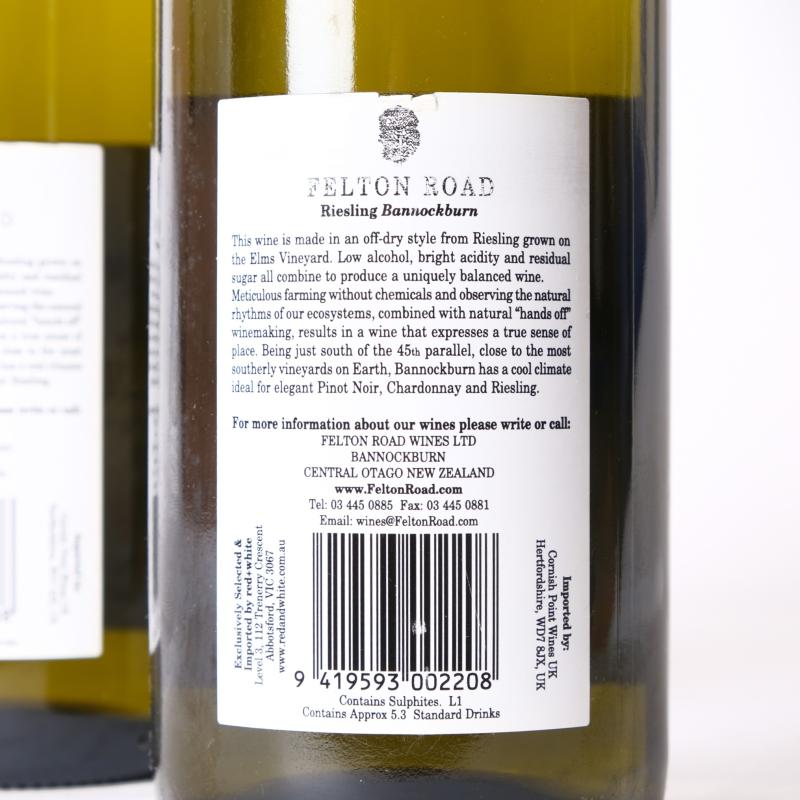 FELTON ROAD
Riesling Bannockburn
This wine is made in an off-dry style from Riesling grown on
the Elms Vineyard. Low alcohol, bright acidity and residual
sugar all combine to produce a uniquely balanced wine.
Meticulous farming without chemicals and observing the natural
rhythms of our ecosystems, combined with natural "hands off"
winemaking, results in a wine that expresses a true sense of
place. Being just south of the 45th parallel, close to the most
southerly vineyards on Earth, Bannockburn has a cool climate
ideal for elegant Pinot Noir, Chardonnay and Riesling.
For more information about our wines please write or call:
FELTON ROAD WINES LTD
BANNOCKBURN
CENTRAL OTAGO NEW ZEALAND
www.FeltonRoad.com
Tel: 03 445 0885 Fax: 03 445 0881
Email: wines@FeltonRoad.com
Exclusively Selected &
Imported by red+white
Level 3, 112 Trenerry Crescent
Abbotsford, VIC 3067
www.redandwhite.com.au
Imported by:
Cornish Point Wines UK
Hertfordshire, WD7 8JX, UK
9 419593 002208
Contains Sulphites. L1
Contains Approx 5.3 Standard Drinks